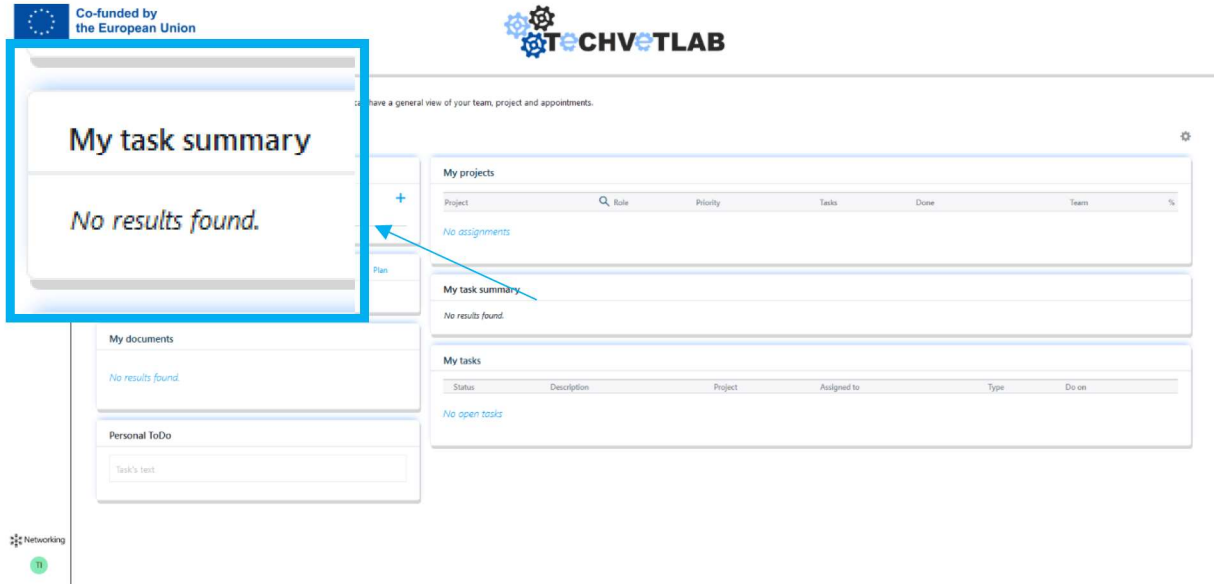 Co-funded by
the European Union
TECHVETLAB
My task summary
No results found.
have a general view of your team, project and appointments.
+
Plan
My documents
No results found.
Personal ToDo
Task's text
My projects
Project Role Priority Tasks Done Team %
No assignments
My task summary
No results found.
My tasks
Status Description Project Assigned to Type Do on
No open tasks
Networking
TI